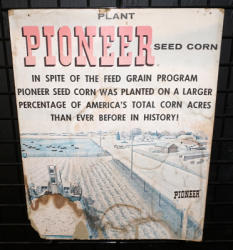 PLANT
PIONEER SEED CORN
IN SPITE OF THE FEED GRAIN PROGRAM
PIONEER SEED CORN WAS PLANTED ON A LARGER
PERCENTAGE OF AMERICA'S TOTAL CORN ACRES
THAN EVER BEFORE IN HISTORY!
PIONEER